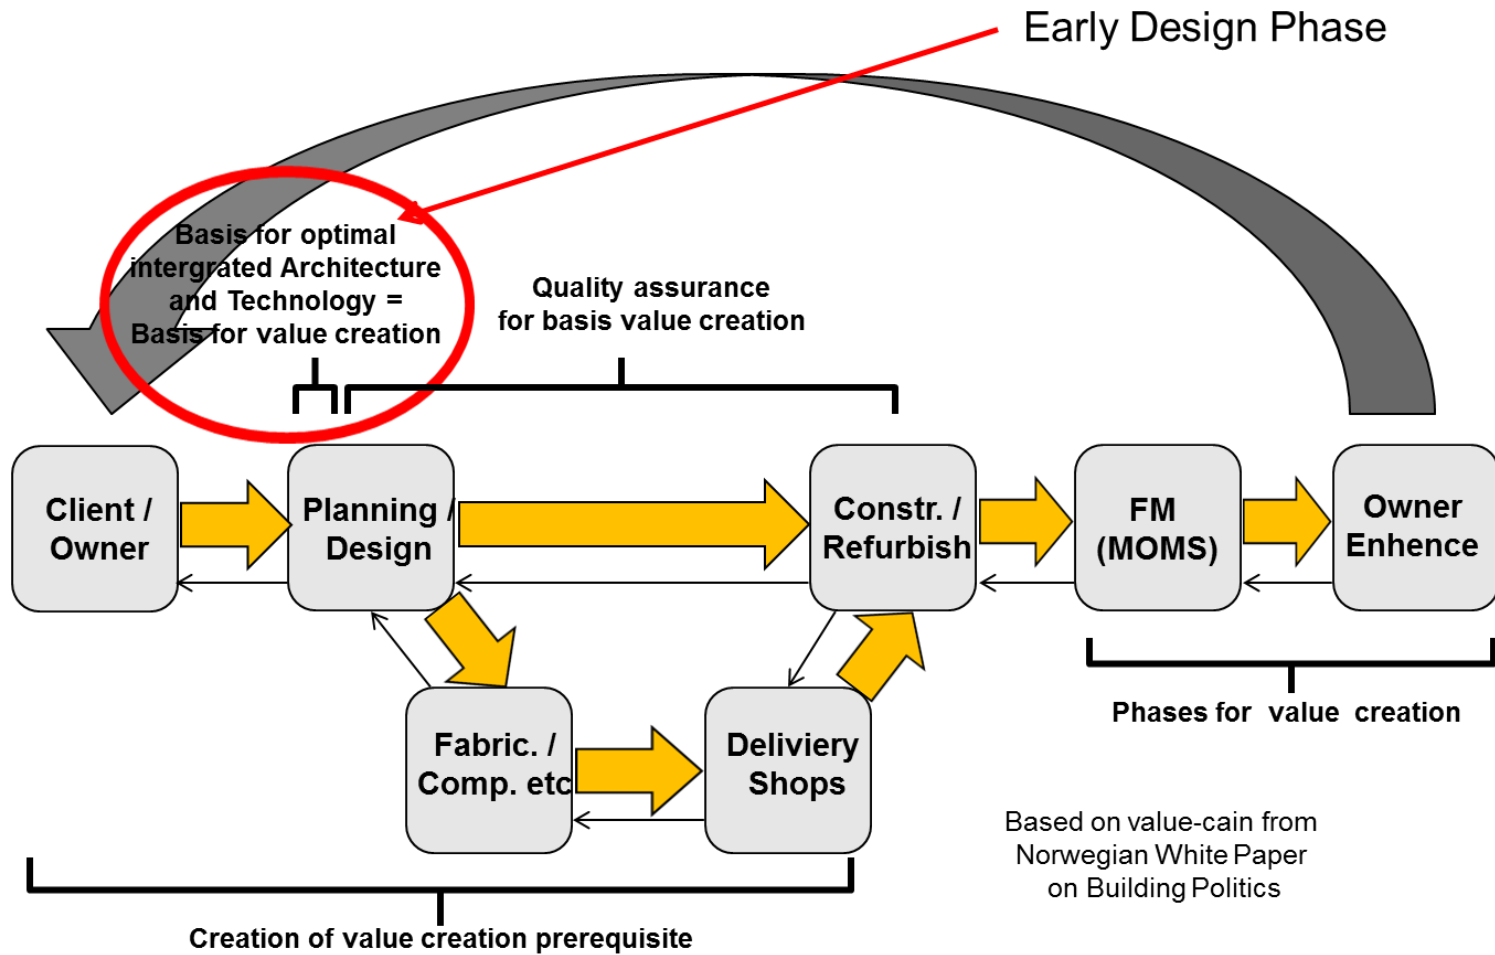 Early Design Phase
Basis for optimal
intergrated Architecture
and Technology =
Basis for value creation
Quality assurance
for basis value creation
Client /
Owner
Planning /
Design
Constr. /
Refurbish
FM
(MOMS)
Owner
Enhence
Fabric. /
Comp. etc
Deliviery
Shops
Phases for value creation
Based on value-cain from
Norwegian White Paper
on Building Politics
Creation of value creation prerequisite